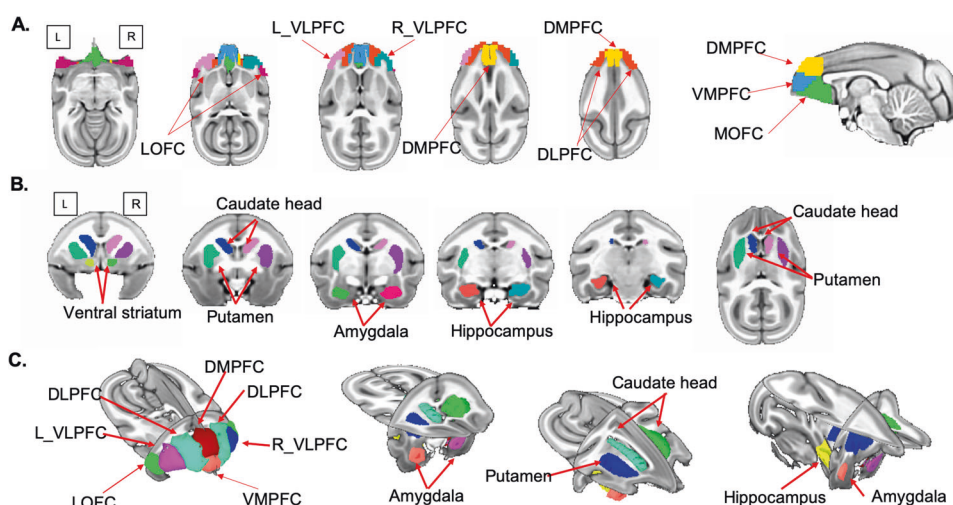 A.
L
R
L_VLPFC
R_VLPFC
DMPFC
DMPFC
VMPFC
MOFC
LOFC
DMPFC
DLPFC
B.
L
R
Caudate head
Caudate head
Putamen
Ventral striatum
Putamen
Amygdala
Hippocampus
Hippocampus
C.
DMPFC
DLPFC
DLPFC
L_VLPFC
R_VLPFC
LOFC
VMPFC
Amygdala
Caudate head
Putamen
Hippocampus
Amygdala